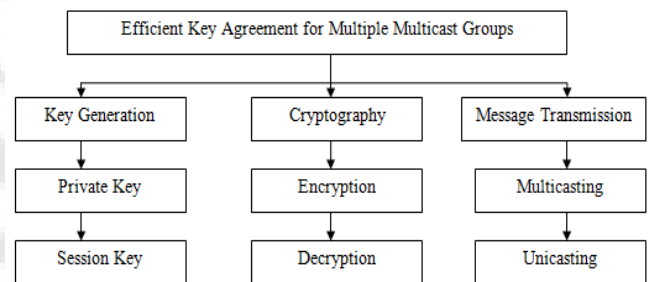 Efficient Key Agreement for Multiple Multicast Groups
Key Generation
Cryptography
Message Transmission
Private Key
Encryption
Multicasting
Session Key
Decryption
Unicasting